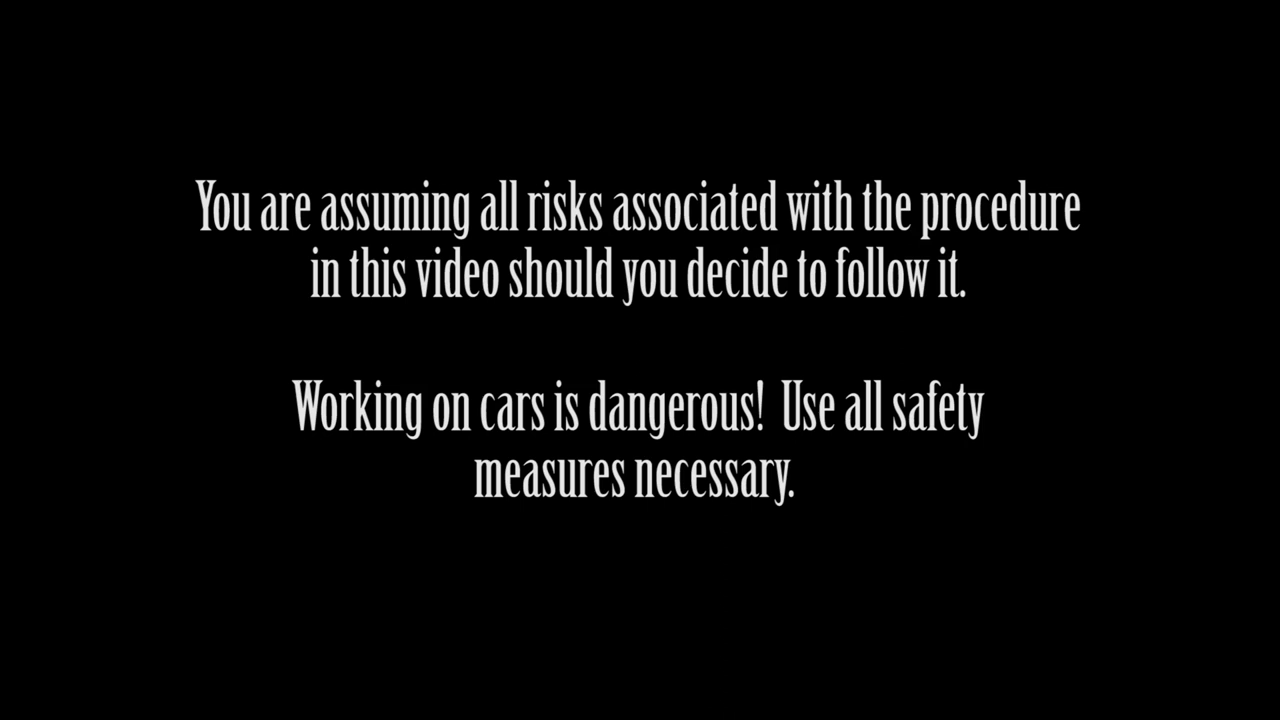 You are assuming all risks associated with the procedure
in this video should you decide to follow it.
Working on cars is dangerous!  Use all safety
measures necessary.